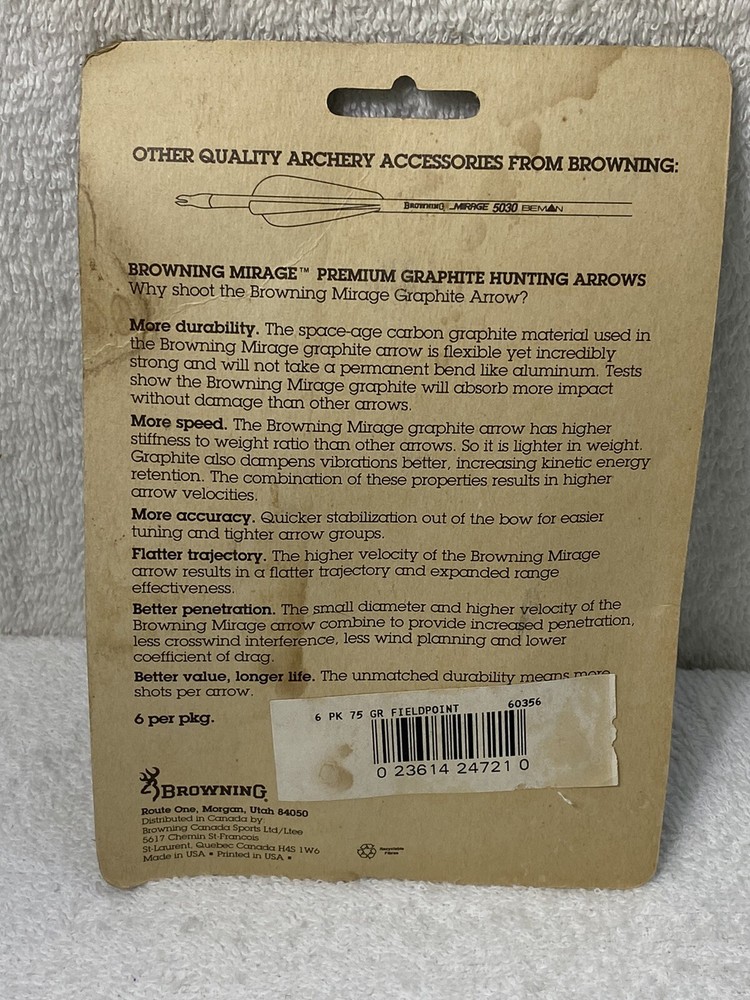 OTHER QUALITY ARCHERY ACCESSORIES FROM BROWNING:
BROWNING MIRAGE 5030 BEMAN
BROWNING MIRAGE™ PREMIUM GRAPHITE HUNTING ARROWS
Why shoot the Browning Mirage Graphite Arrow?
More durability. The space-age carbon graphite material used in
the Browning Mirage graphite arrow is flexible yet incredibly
strong and will not take a permanent bend like aluminum. Tests
show the Browning Mirage graphite will absorb more impact
without damage than other arrows.
More speed. The Browning Mirage graphite arrow has higher
stiffness to weight ratio than other arrows. So it is lighter in weight.
Graphite also dampens vibrations better, increasing kinetic energy
retention. The combination of these properties results in higher
arrow velocities.
More accuracy. Quicker stabilization out of the bow for easier
tuning and tighter arrow groups.
Flatter trajectory. The higher velocity of the Browning Mirage
arrow results in a flatter trajectory and expanded range
effectiveness.
Better penetration. The small diameter and higher velocity of the
Browning Mirage arrow combine to provide increased penetration,
less crosswind interference, less wind planning and lower
coefficient of drag.
Better value, longer life. The unmatched durability means more
shots per arrow.
6 per pkg.
6 PK 75 GR FIELDPOINT 60356
0 23614 24721 0
BROWNING
Route One, Morgan, Utah 84050
Distributed in Canada by
Browning Canada Sports Ltd/Ltee
5617 Chemin St-Francois
St-Laurent, Quebec Canada H4S 1W6
Made in USA • Printed in USA •
Recyclable
Fibres